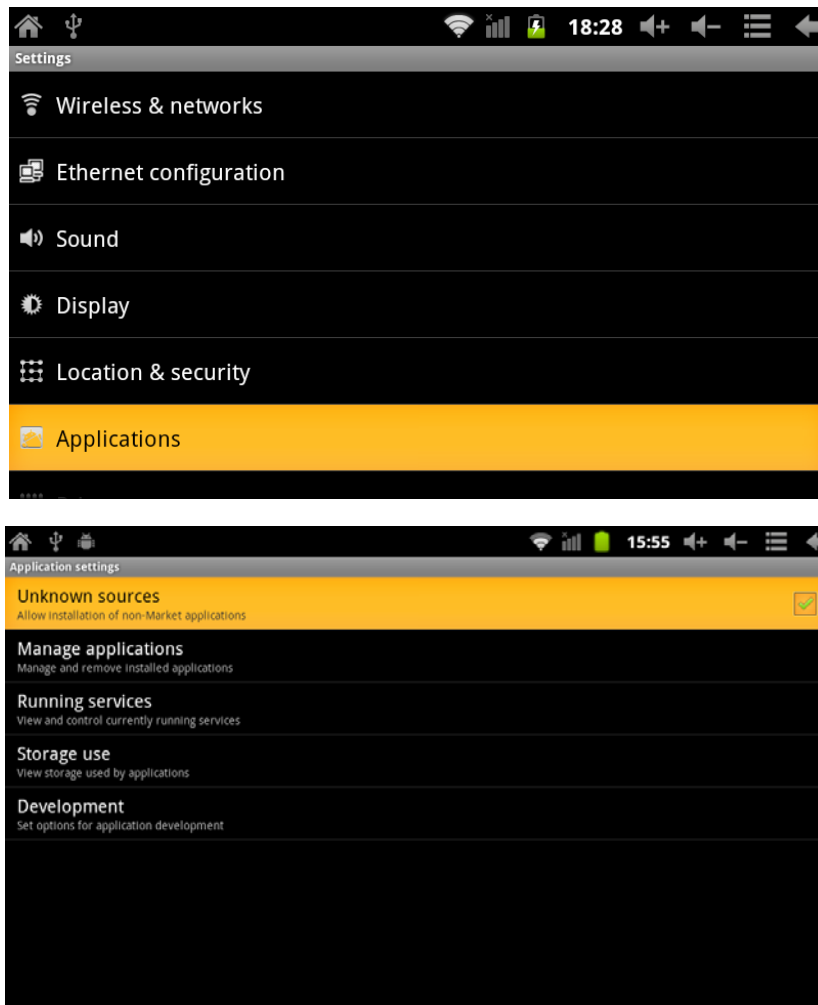 18:28
Settings
Wireless & networks
Ethernet configuration
Sound
Display
Location & security
Applications
15:55
Application settings
Unknown sources
Allow installation of non-Market applications
Manage applications
Manage and remove installed applications
Running services
View and control currently running services
Storage use
View storage used by applications
Development
Set options for application development